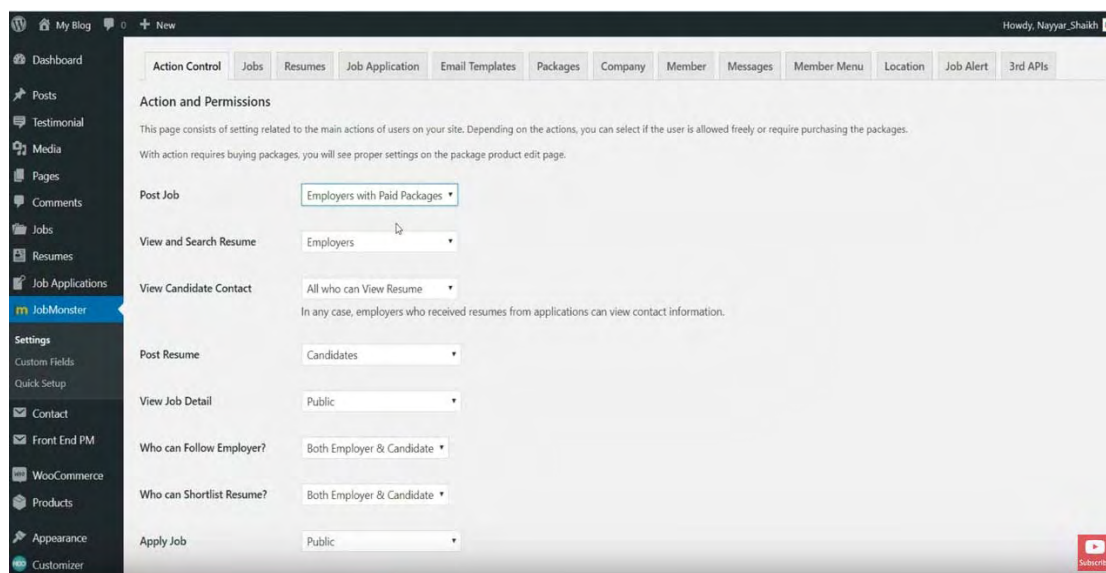 My Blog 0 + New Howdy, Nayyar_Shaikh
Dashboard
Posts
Testimonial
Media
Pages
Comments
Jobs
Resumes
Job Applications
m JobMonster
Settings
Custom Fields
Quick Setup
Contact
Front End PM
WooCommerce
Products
Appearance
Customizer
Action Control Jobs Resumes Job Application Email Templates Packages Company Member Messages Member Menu Location Job Alert 3rd APIs
Action and Permissions
This page consists of setting related to the main actions of users on your site. Depending on the actions, you can select if the user is allowed freely or require purchasing the packages.
With action requires buying packages, you will see proper settings on the package product edit page.
Post Job Employers with Paid Packages
View and Search Resume Employers
View Candidate Contact All who can View Resume
In any case, employers who received resumes from applications can view contact information.
Post Resume Candidates
View Job Detail Public
Who can Follow Employer? Both Employer & Candidate
Who can Shortlist Resume? Both Employer & Candidate
Apply Job Public